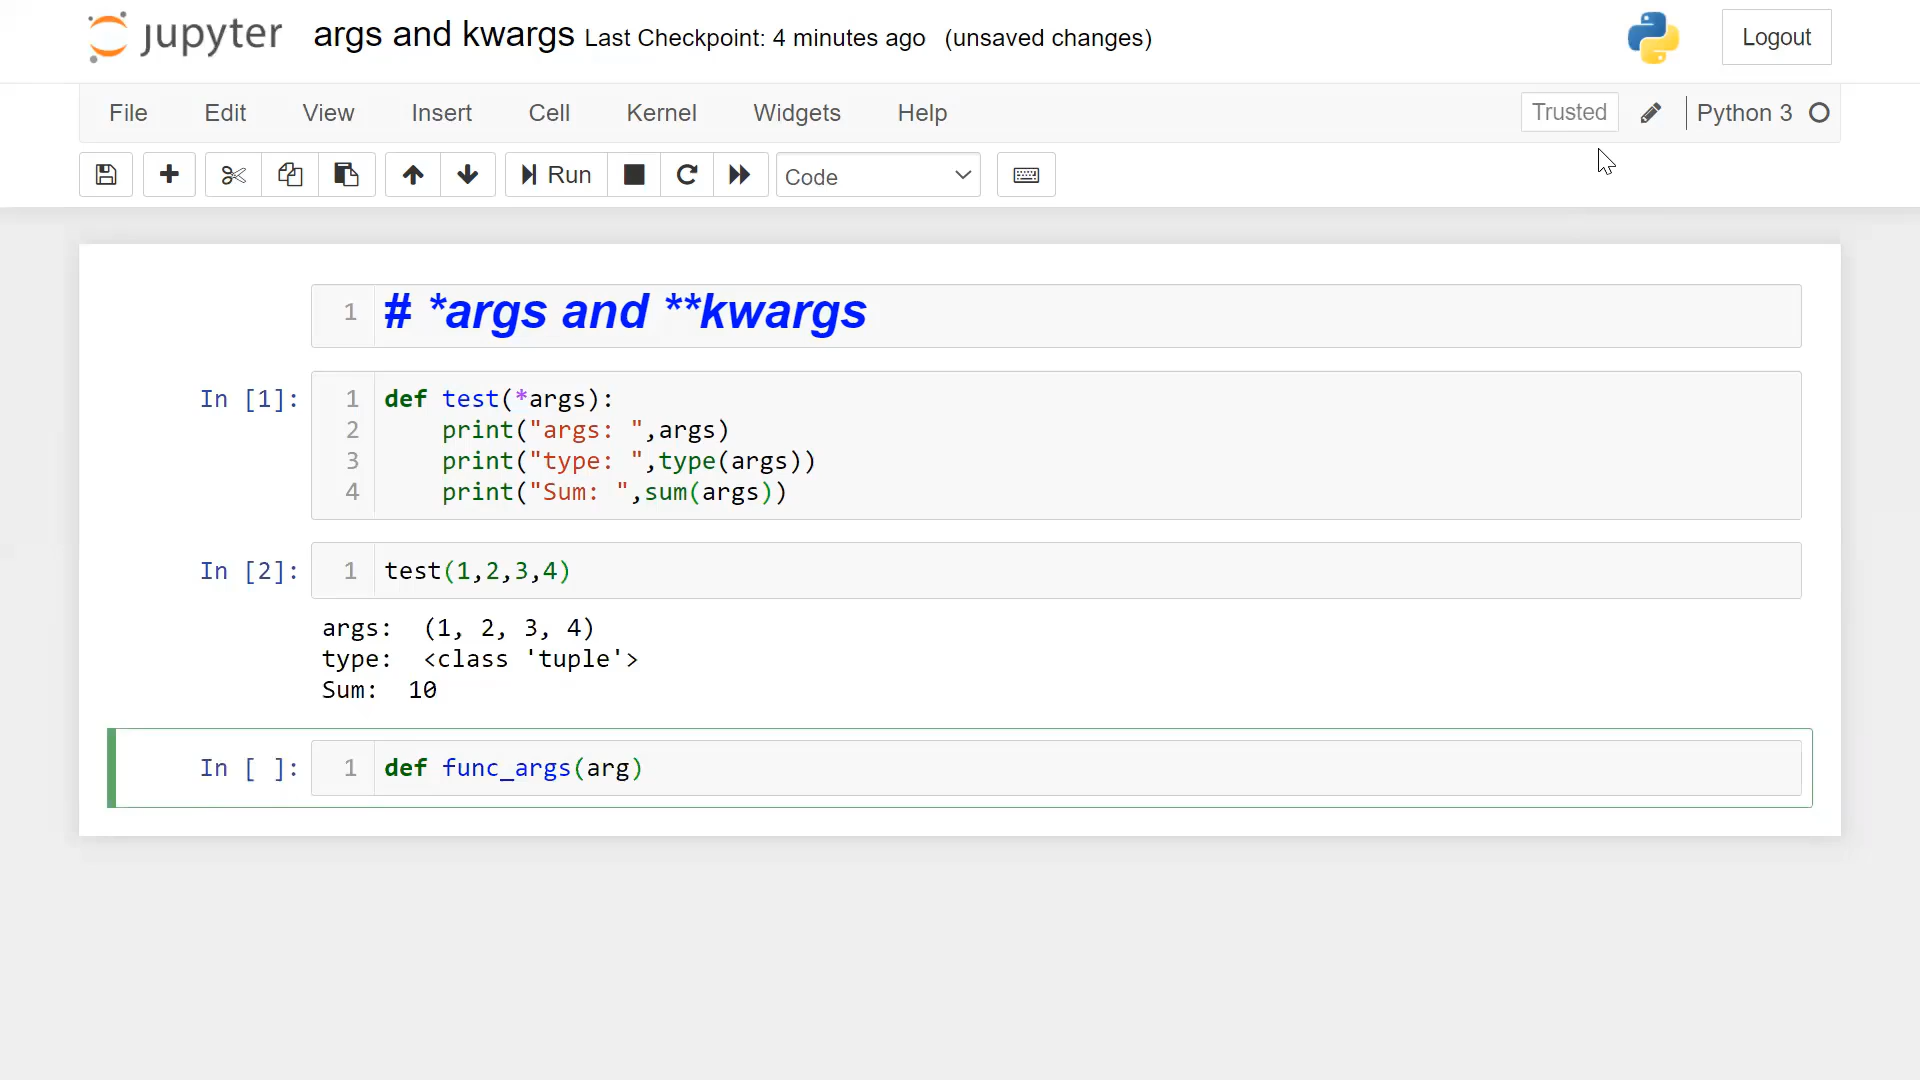 jupyter args and kwargs Last Checkpoint: 4 minutes ago (unsaved changes) Logout
File Edit View Insert Cell Kernel Widgets Help Trusted Python 3
Run Code
1 # *args and **kwargs
In [1]: 1 def test(*args):
2     print("args: ",args)
3     print("type: ",type(args))
4     print("Sum: ",sum(args))
In [2]: 1 test(1,2,3,4)
args:  (1, 2, 3, 4)
type:  <class 'tuple'>
Sum:  10
In [ ]: 1 def func_args(arg)